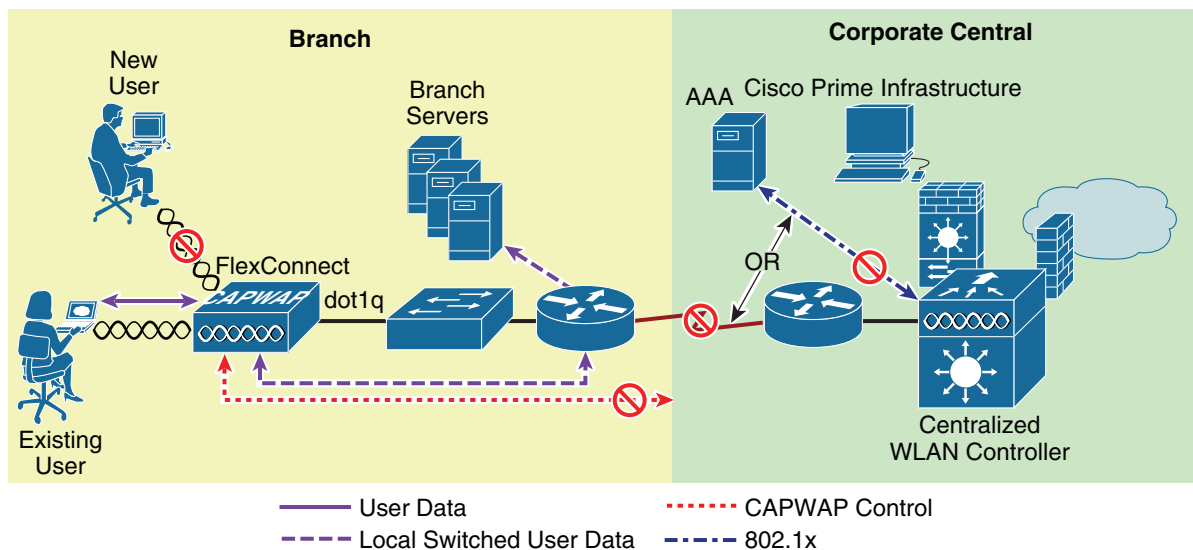 Branch
Corporate Central
New
User
Branch
Servers
AAA
Cisco Prime Infrastructure
OR
FlexConnect
CAPWAP
dot1q
Existing
User
Centralized
WLAN Controller
User Data
CAPWAP Control
Local Switched User Data
802.1x